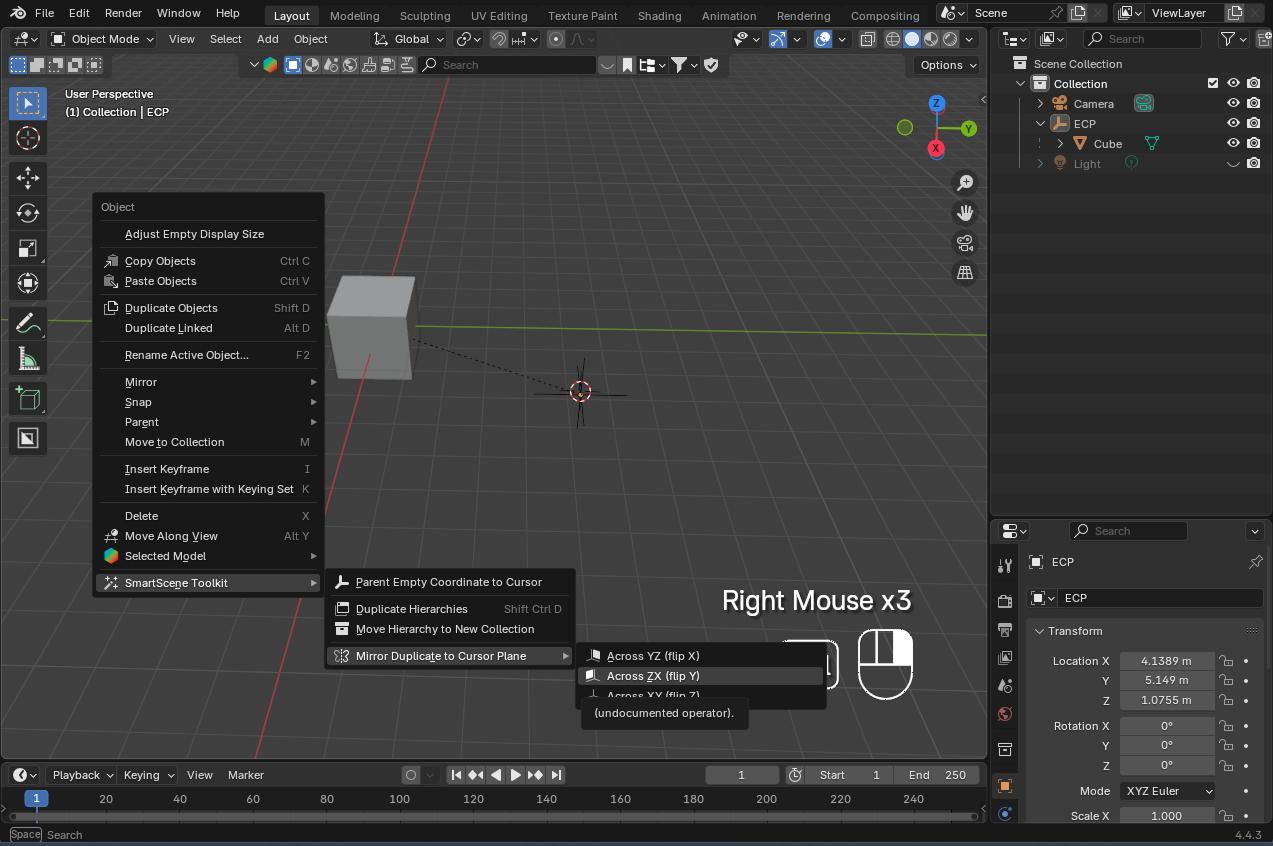 File Edit Render Window Help Layout Modeling Sculpting UV Editing Texture Paint Shading Animation Rendering Compositing Scene ViewLayer
Object Mode View Select Add Object Global Search
Search Options Scene Collection
User Perspective Collection
(1) Collection | ECP Camera
ECP
Cube
Light
Z
Y
X
Object
Adjust Empty Display Size
Copy Objects Ctrl C
Paste Objects Ctrl V
Duplicate Objects Shift D
Duplicate Linked Alt D
Rename Active Object... F2
Mirror
Snap
Parent
Move to Collection M
Insert Keyframe I
Insert Keyframe with Keying Set K
Delete X
Move Along View Alt Y
Selected Model
SmartScene Toolkit
Parent Empty Coordinate to Cursor
Duplicate Hierarchies Shift Ctrl D
Move Hierarchy to New Collection
Mirror Duplicate to Cursor Plane
Across YZ (flip X)
Across ZX (flip Y)
Across XY (flip Z)
(undocumented operator).
Right Mouse x3
Search
ECP
ECP
Transform
Location X 4.1389 m
Y 5.149 m
Z 1.0755 m
Rotation X 0°
Y 0°
Z 0°
Mode XYZ Euler
Scale X 1.000
Playback Keying View Marker 1 Start 1 End 250
1 20 40 60 80 100 120 140 160 180 200 220 240
Space Search 4.4.3